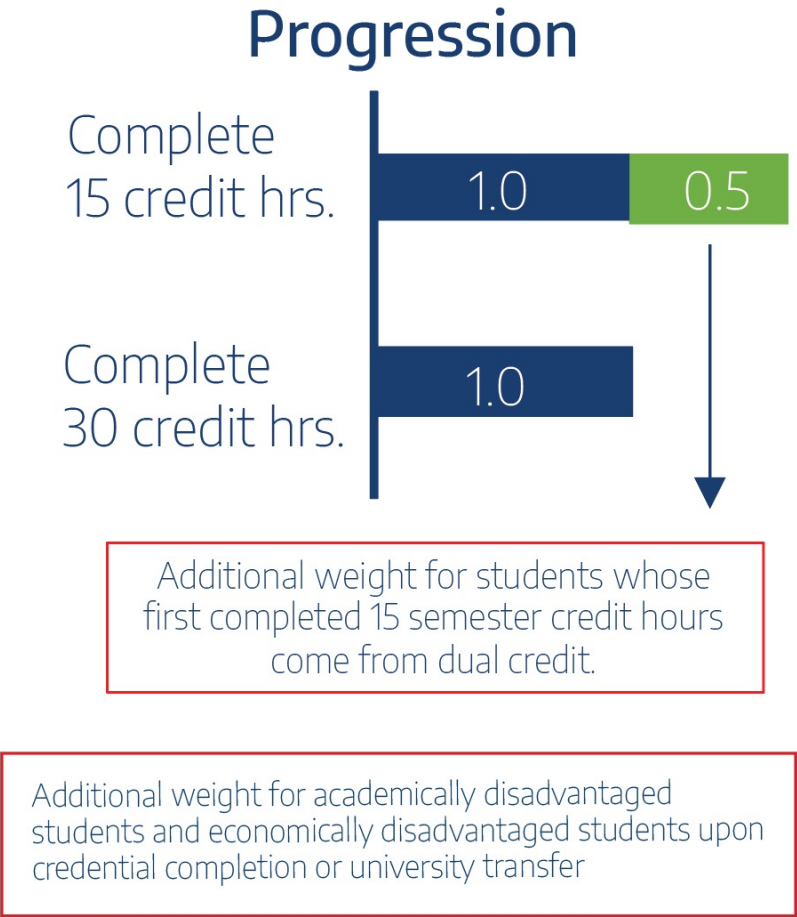 Progression
Complete
15 credit hrs.
1.0
0.5
Complete
30 credit hrs.
1.0
Additional weight for students whose
first completed 15 semester credit hours
come from dual credit.
Additional weight for academically disadvantaged
students and economically disadvantaged students upon
credential completion or university transfer